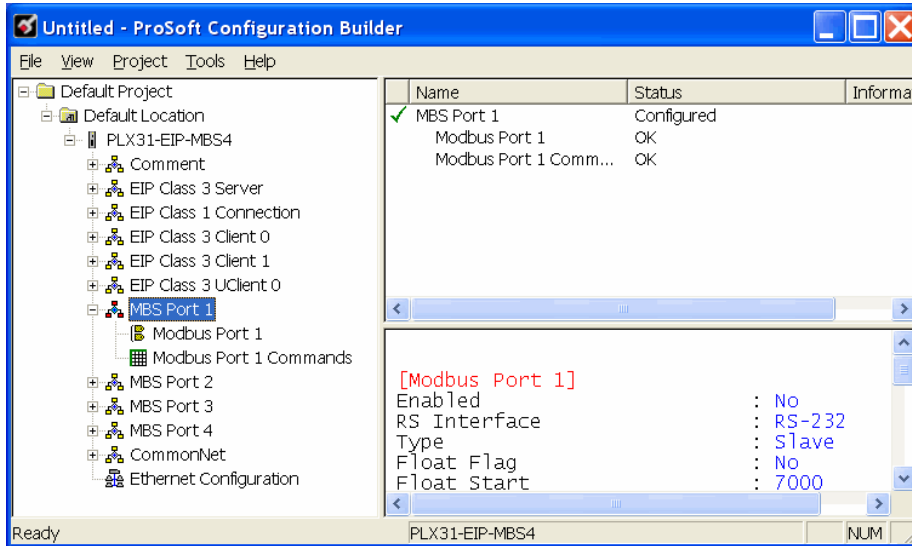 Untitled - ProSoft Configuration Builder
File View Project Tools Help
Default Project
Default Location
PLX31-EIP-MBS4
Comment
EIP Class 3 Server
EIP Class 1 Connection
EIP Class 3 Client 0
EIP Class 3 Client 1
EIP Class 3 UClient 0
MBS Port 1
Modbus Port 1
Modbus Port 1 Commands
MBS Port 2
MBS Port 3
MBS Port 4
CommonNet
Ethernet Configuration
Name Status Informa
MBS Port 1 Configured
Modbus Port 1 OK
Modbus Port 1 Comm... OK
[Modbus Port 1]
Enabled : No
RS Interface : RS-232
Type : Slave
Float Flag : No
Float Start : 7000
Ready PLX31-EIP-MBS4 NUM